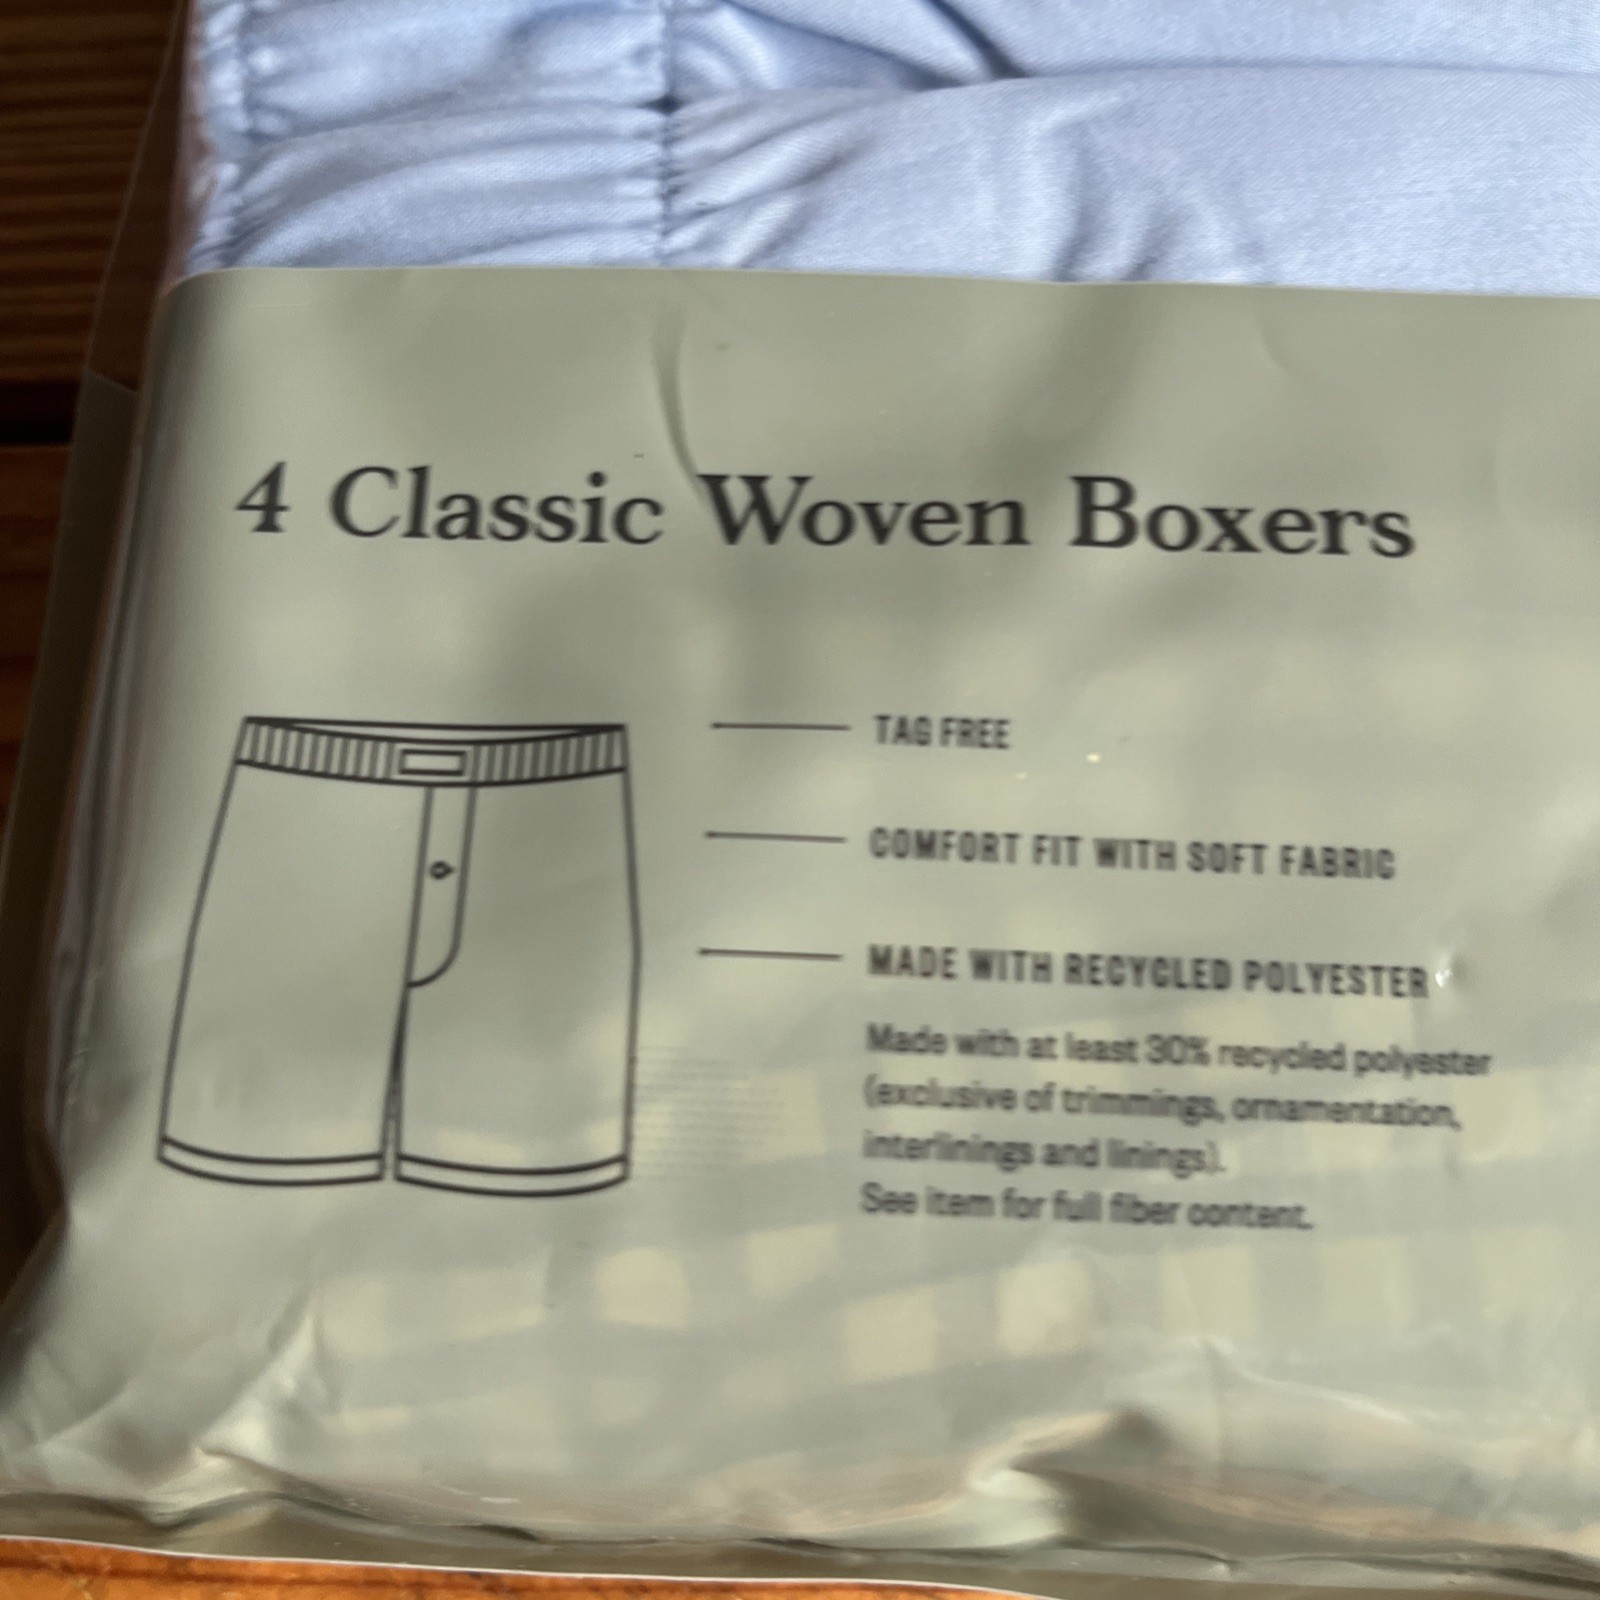 4 Classic Woven Boxers
TAG FREE
COMFORT FIT WITH SOFT FABRIC
MADE WITH RECYCLED POLYESTER
Made with at least 30% recycled polyester
(exclusive of trimmings, ornamentation,
interlinings and linings).
See item for full fiber content.